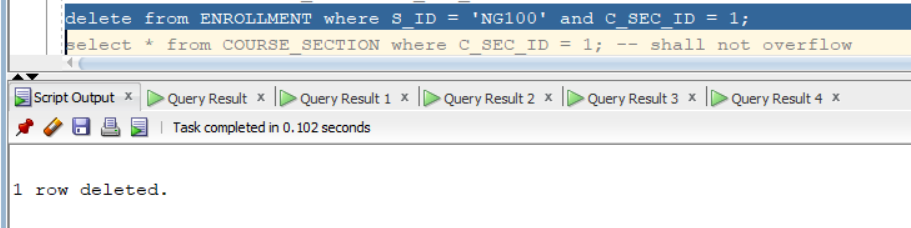 delete from ENROLLMENT where S_ID = 'NG100' and C_SEC_ID = 1;
select * from COURSE_SECTION where C_SEC_ID = 1; -- shall not overflow
Script Output x Query Result x Query Result 1 x Query Result 2 x Query Result 3 x Query Result 4 x
Task completed in 0.102 seconds
1 row deleted.